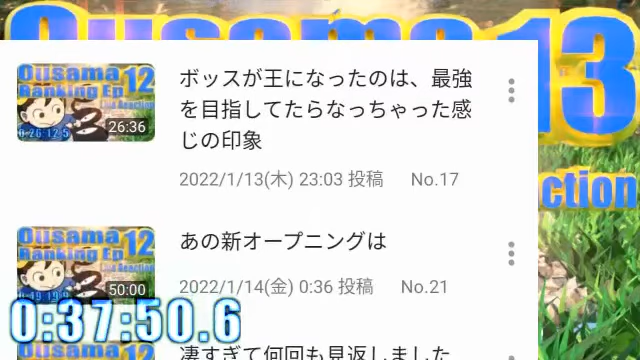 Ousama 13
ction
Ousama 12
Ranking Ep
Live Reaction
0:26:12.5
26:36
ボッスが王になったのは、最強
を目指してたらなっちゃった感
じの印象
2022/1/13(木) 23:03 投稿 No.17
Ousama 12
Ranking Ep
Live Reaction
50:00
あの新オープニングは
2022/1/14(金) 0:36 投稿 No.21
0:37:50.6
Ousama 12
凄すぎて何回も見返しました